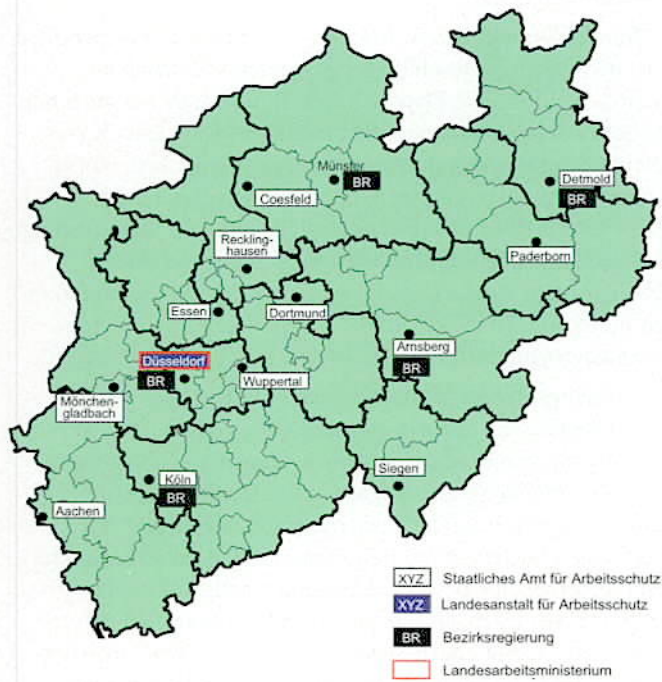 Münster
BR
Coesfeld
Detmold
BR
Reckling-
hausen
Paderborn
Essen
Dortmund
Arnsberg
BR
Düsseldorf
BR
Wuppertal
Mönchen-
gladbach
Köln
BR
Siegen
Aachen
XYZ Staatliches Amt für Arbeitsschutz
XYZ Landesanstalt für Arbeitsschutz
BR Bezirksregierung
Landesarbeitsministerium